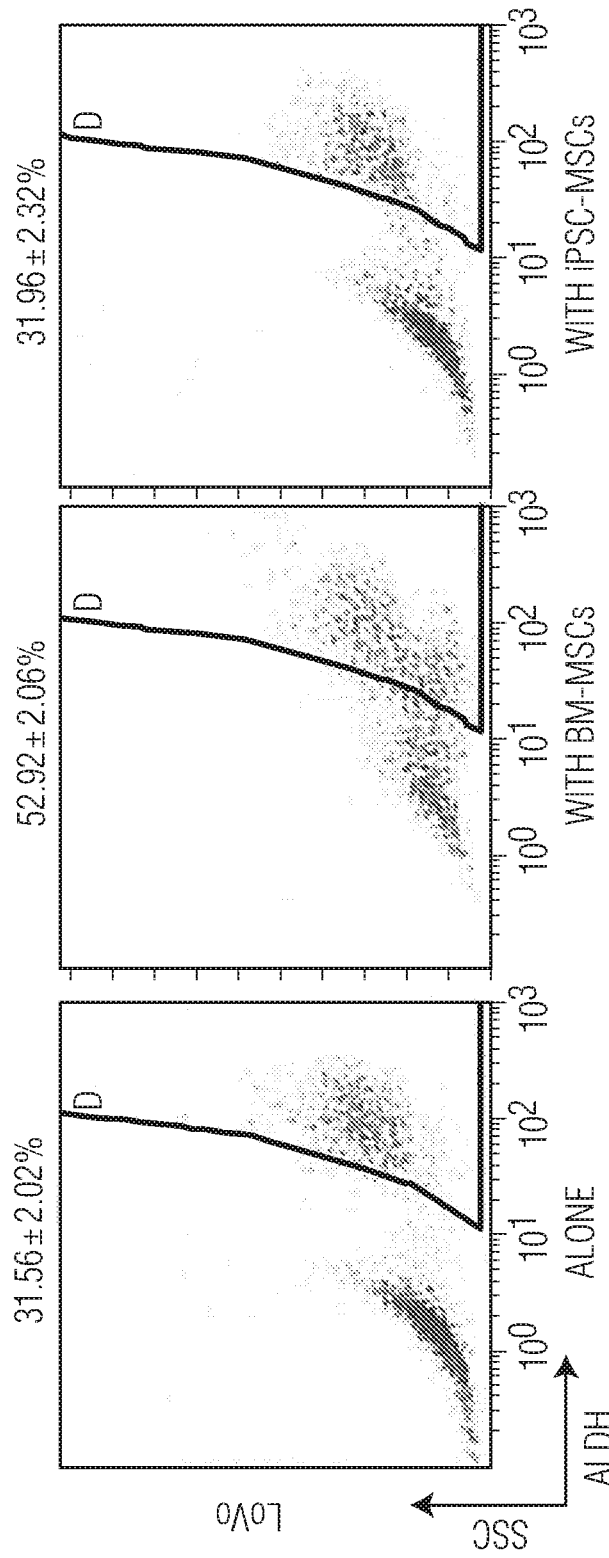 31.56 ± 2.02%
52.92 ± 2.06%
31.96 ± 2.32%
D
D
D
LoVo
SSC
ALDH
10⁰ 10¹ 10² 10³
10⁰ 10¹ 10² 10³
10⁰ 10¹ 10² 10³
ALONE
WITH BM-MSCs
WITH iPSC-MSCs